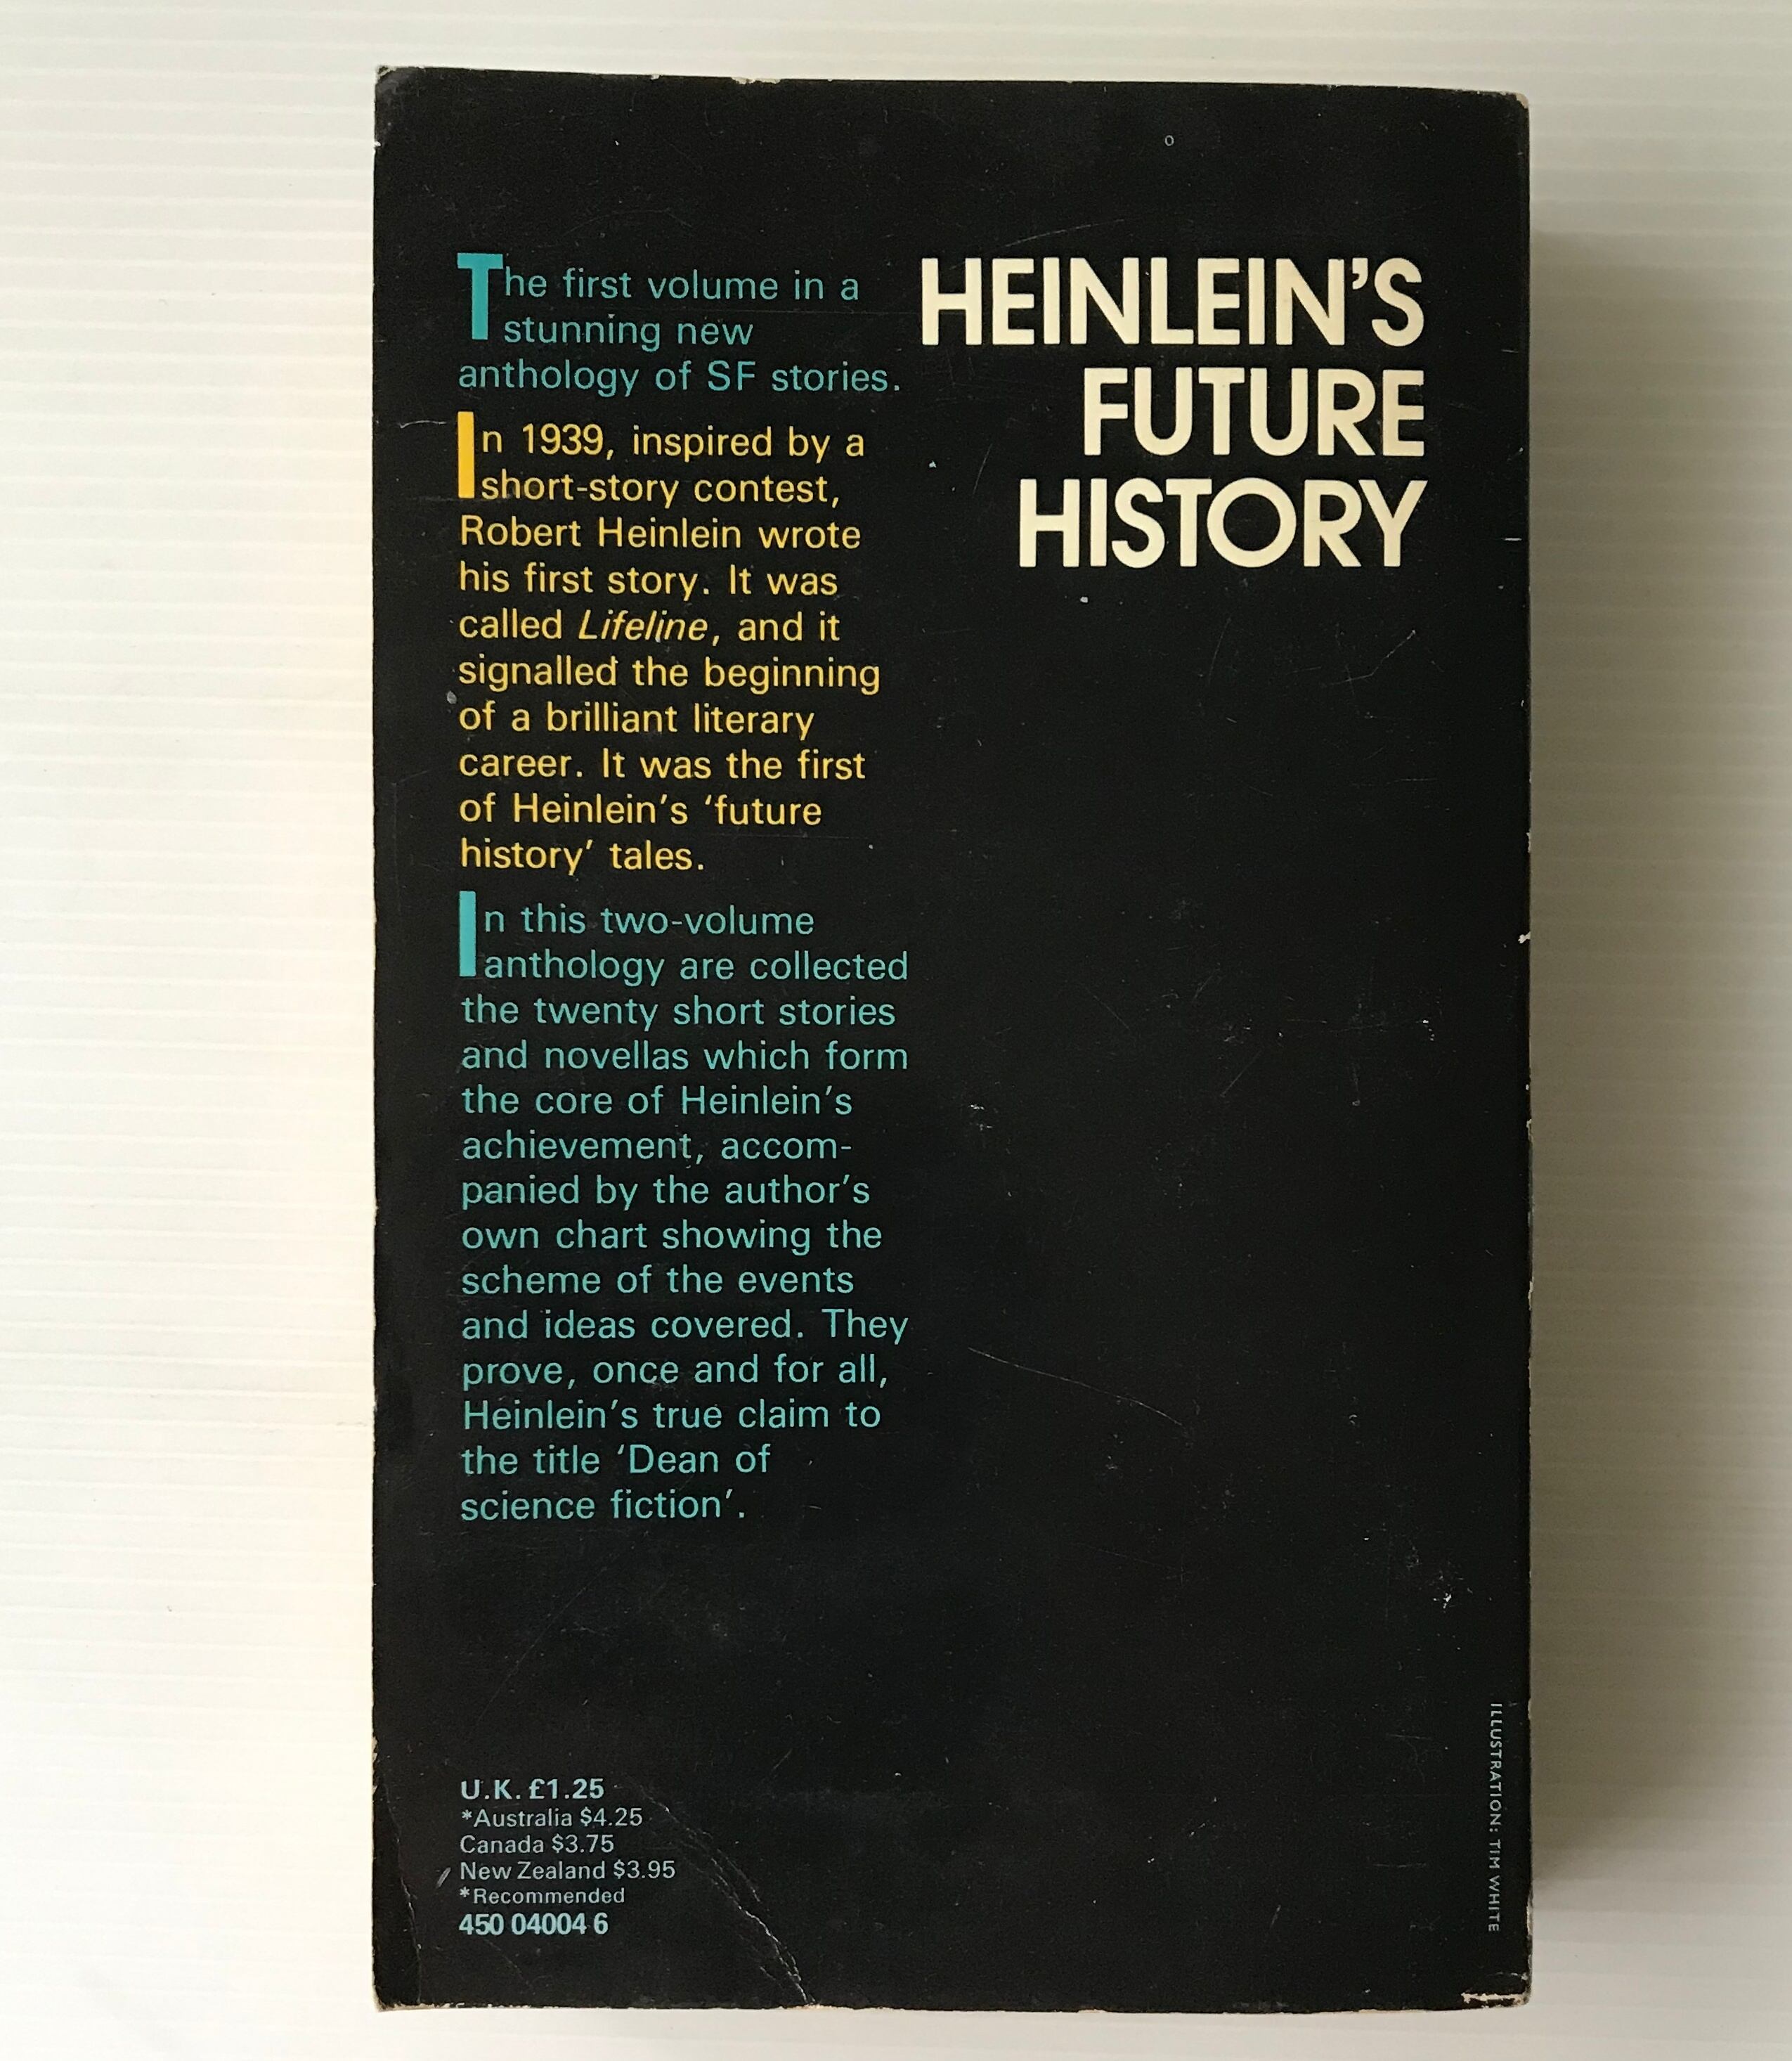 The first volume in a
stunning new
anthology of SF stories.
In 1939, inspired by a
short-story contest,
Robert Heinlein wrote
his first story. It was
called Lifeline, and it
signalled the beginning
of a brilliant literary
career. It was the first
of Heinlein's ‘future
history’ tales.
In this two-volume
anthology are collected
the twenty short stories
and novellas which form
the core of Heinlein's
achievement, accom-
panied by the author's
own chart showing the
scheme of the events
and ideas covered. They
prove, once and for all,
Heinlein's true claim to
the title ‘Dean of
science fiction’.
HEINLEIN'S
FUTURE
HISTORY
U.K. £1.25
*Australia $4.25
Canada $3.75
New Zealand $3.95
*Recommended
450 04004 6
ILLUSTRATION: TIM WHITE